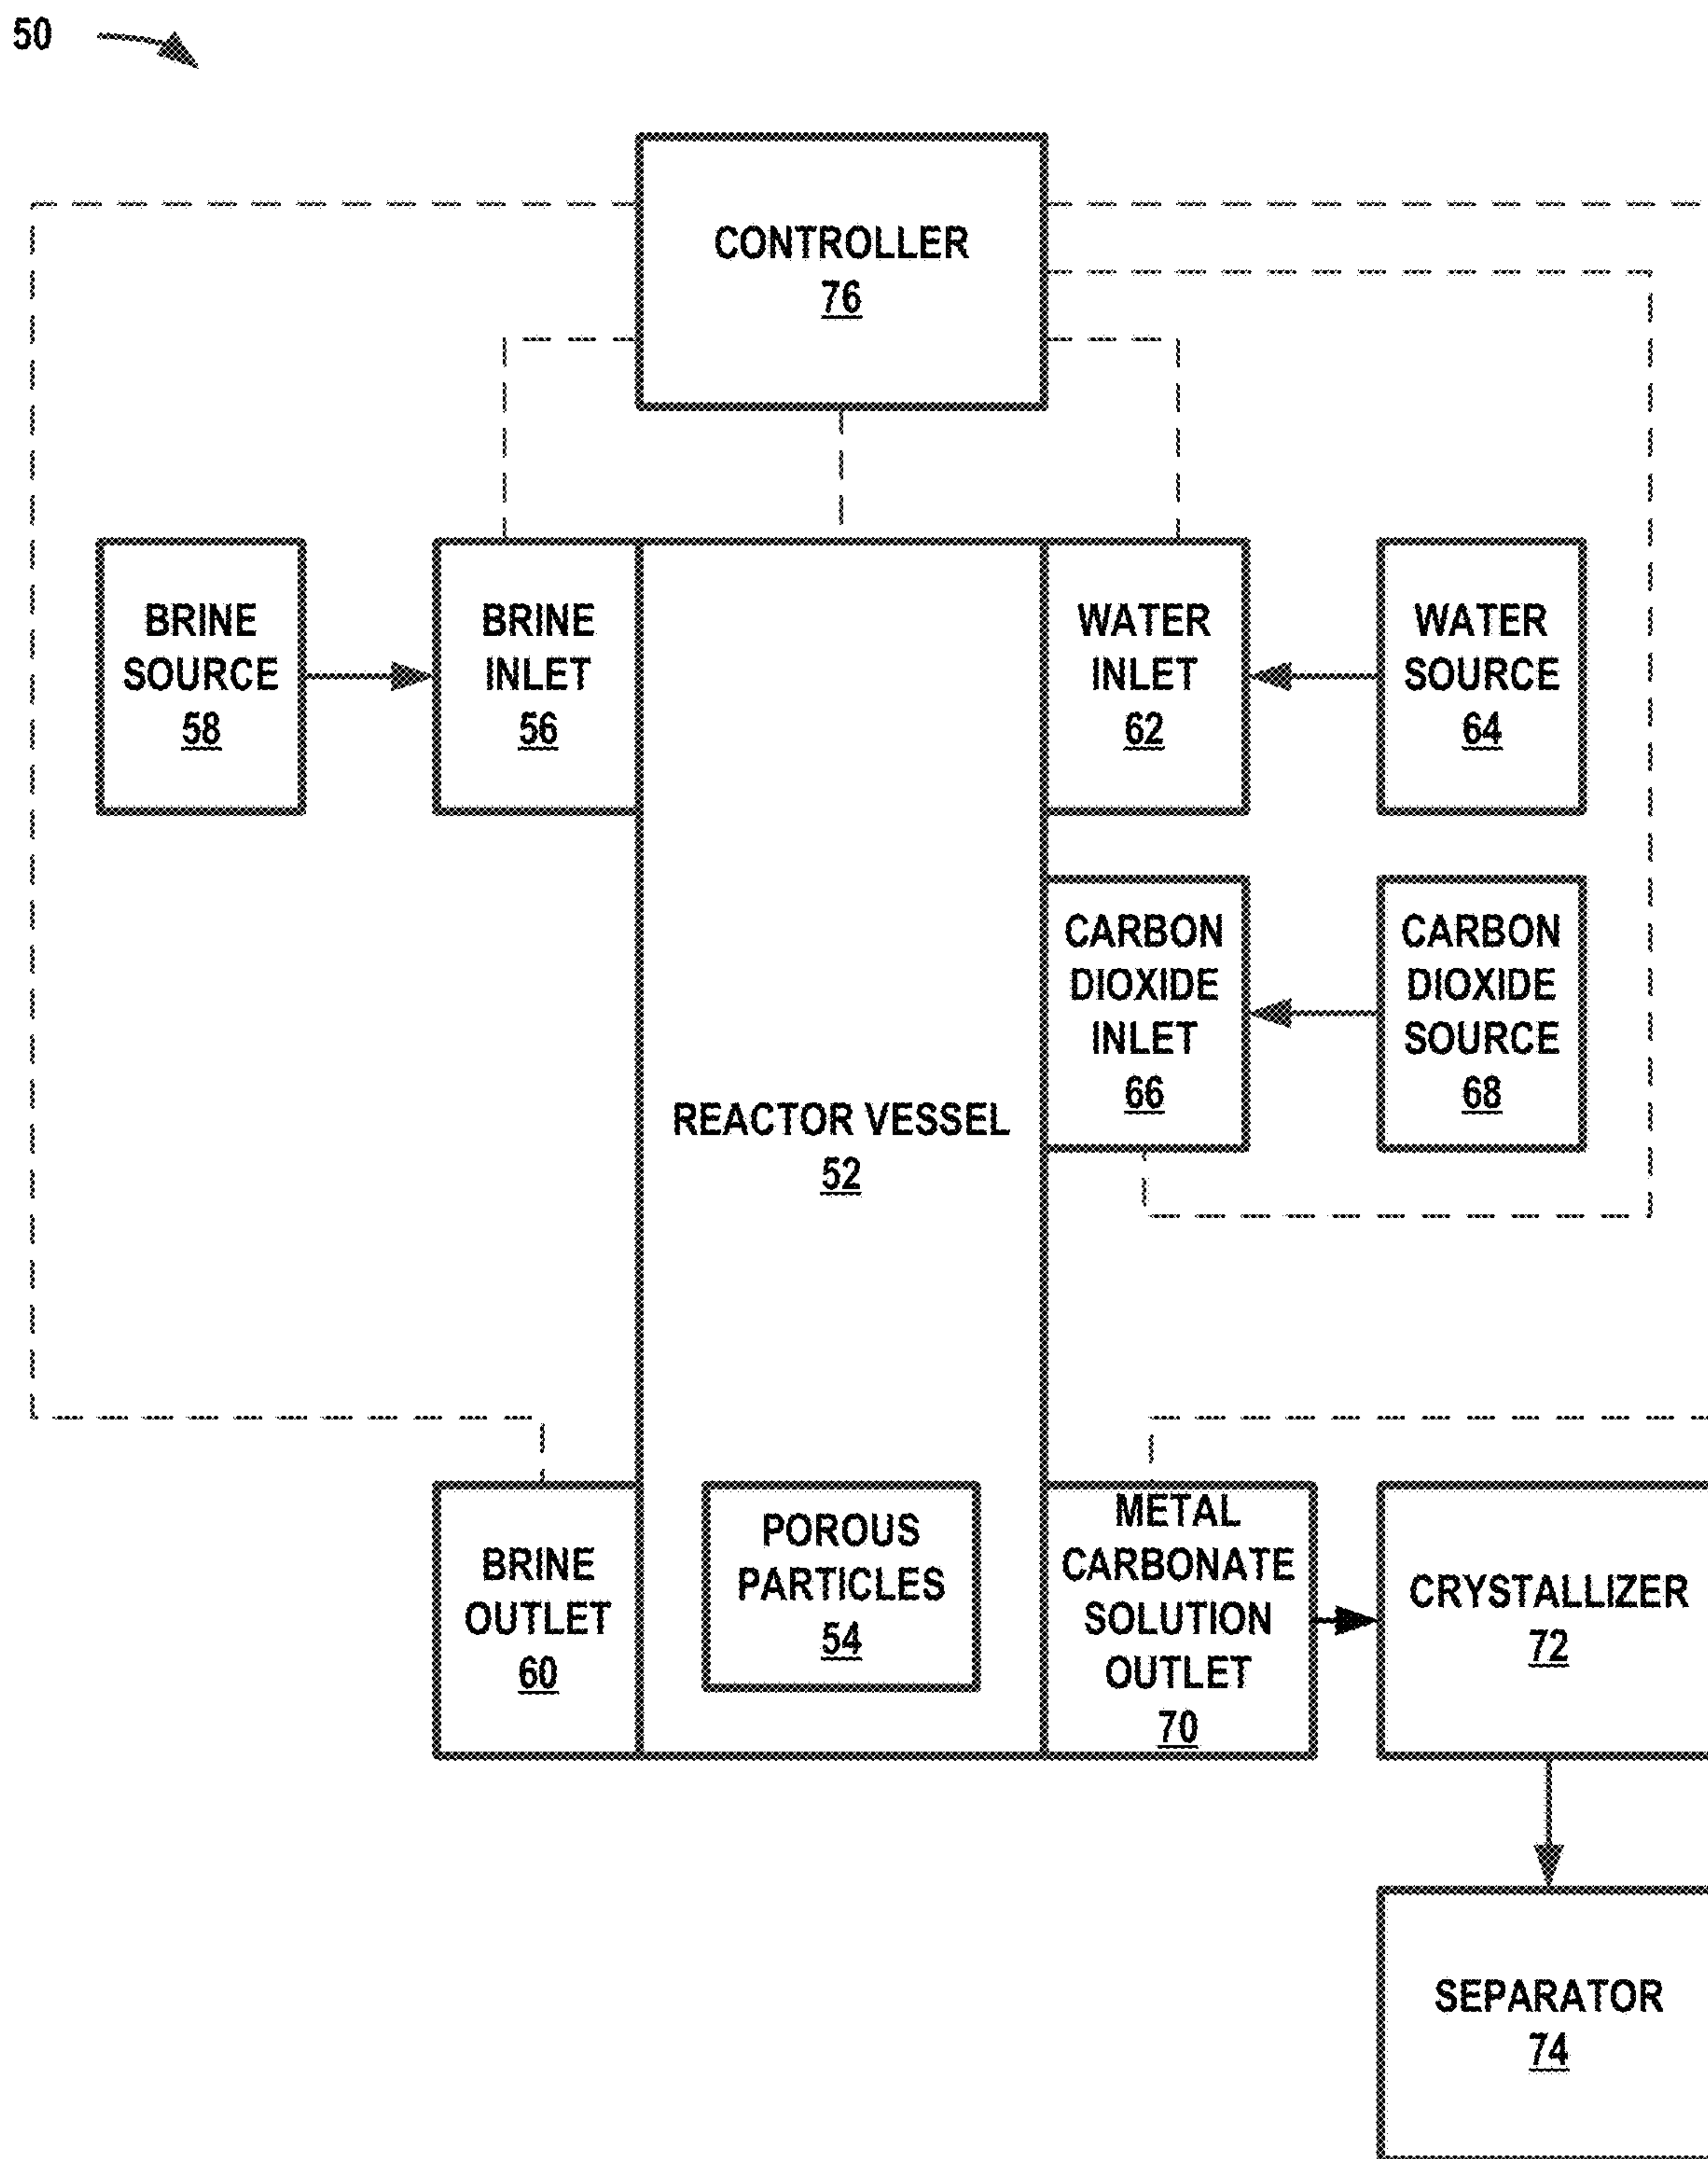 50
CONTROLLER
76
BRINE
SOURCE
58
BRINE
INLET
56
WATER
INLET
62
WATER
SOURCE
64
CARBON
DIOXIDE
INLET
66
CARBON
DIOXIDE
SOURCE
68
REACTOR VESSEL
52
BRINE
OUTLET
60
POROUS
PARTICLES
54
METAL
CARBONATE
SOLUTION
OUTLET
70
CRYSTALLIZER
72
SEPARATOR
74